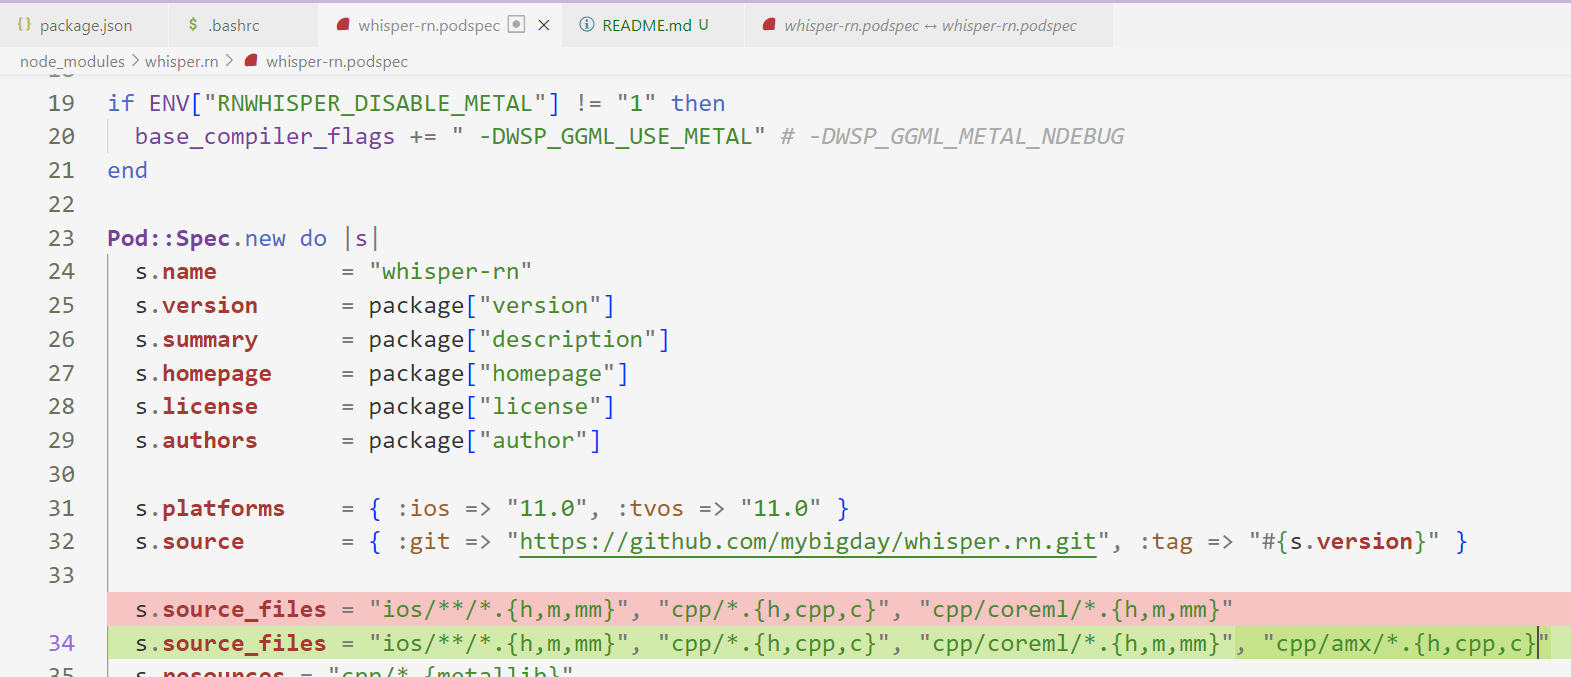 {} package.json $ .bashrc whisper-rn.podspec × README.md U whisper-rn.podspec ↔ whisper-rn.podspec
node_modules > whisper.rn > whisper-rn.podspec
19 if ENV["RNWHISPER_DISABLE_METAL"] != "1" then
20 base_compiler_flags += " -DWSP_GGML_USE_METAL" # -DWSP_GGML_METAL_NDEBUG
21 end
22
23 Pod::Spec.new do |s|
24 s.name = "whisper-rn"
25 s.version = package["version"]
26 s.summary = package["description"]
27 s.homepage = package["homepage"]
28 s.license = package["license"]
29 s.authors = package["author"]
30
31 s.platforms = { :ios => "11.0", :tvos => "11.0" }
32 s.source = { :git => "https://github.com/mybigday/whisper.rn.git", :tag => "#{s.version}" }
33
s.source_files = "ios/**/*.{h,m,mm}", "cpp/*.{h,cpp,c}", "cpp/coreml/*.{h,m,mm}"
34 s.source_files = "ios/**/*.{h,m,mm}", "cpp/*.{h,cpp,c}", "cpp/coreml/*.{h,m,mm}", "cpp/amx/*.{h,cpp,c}"
35 s.resources = "cpp/*.{metallib}"